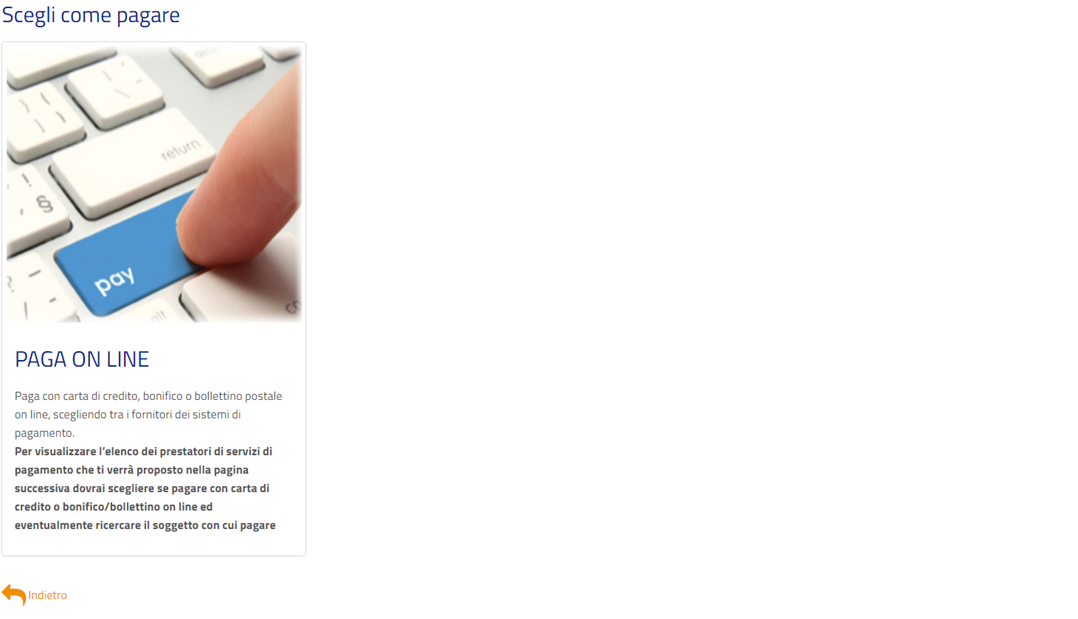 Scegli come pagare
return
§
pay
alt
PAGA ON LINE
Paga con carta di credito, bonifico o bollettino postale
on line, scegliendo tra i fornitori dei sistemi di
pagamento.
Per visualizzare l'elenco dei prestatori di servizi di
pagamento che ti verrà proposto nella pagina
successiva dovrai scegliere se pagare con carta di
credito o bonifico/bollettino on line ed
eventualmente ricercare il soggetto con cui pagare
Indietro